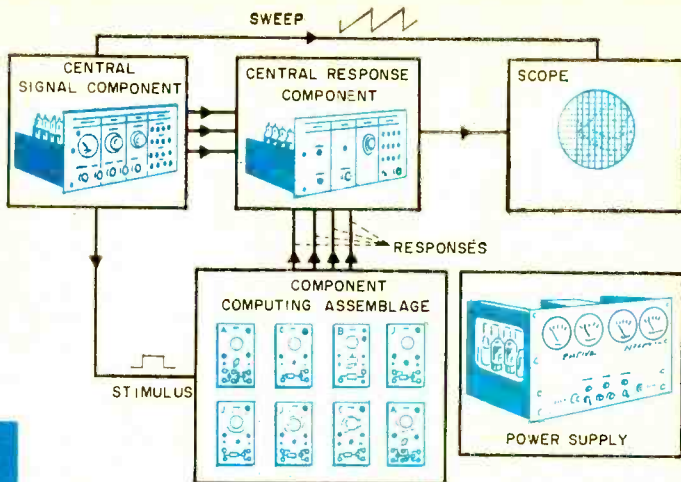 SWEEP
CENTRAL
SIGNAL COMPONENT
CENTRAL RESPONSE
COMPONENT
SCOPE
RESPONSES
COMPONENT
COMPUTING ASSEMBLAGE
A C B J
STIMULUS
POWER SUPPLY